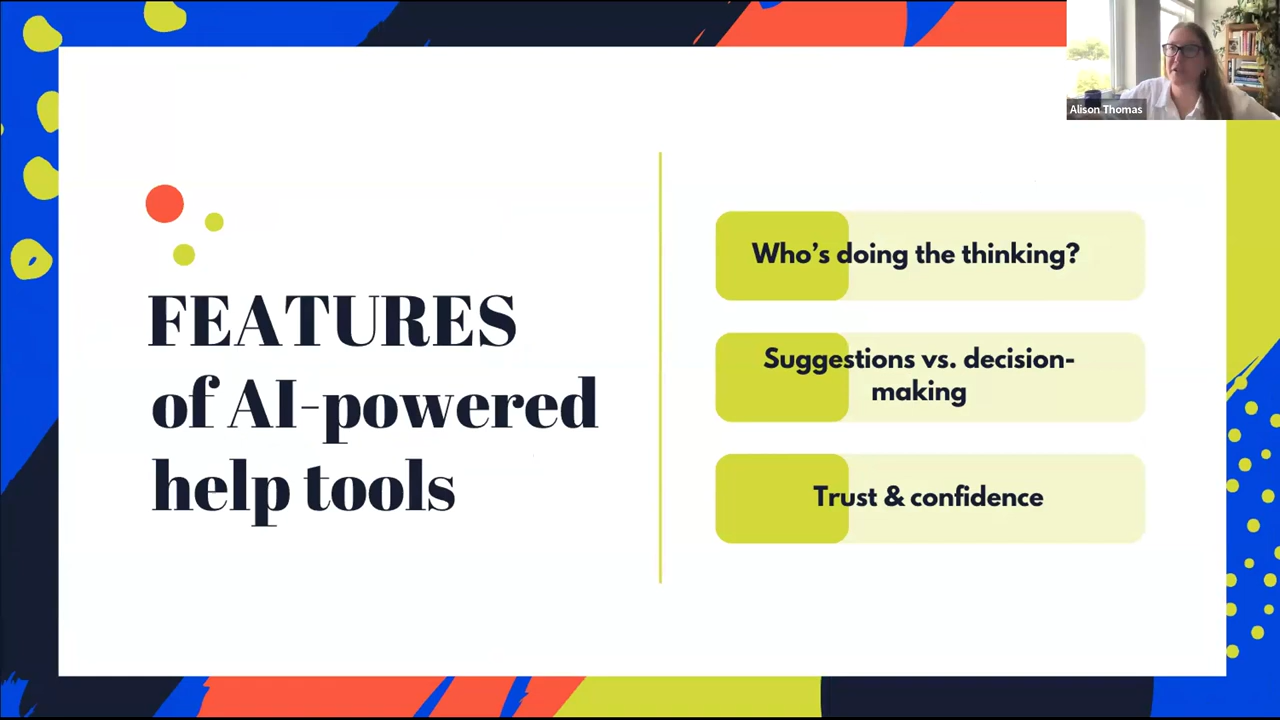 Alison Thomas
FEATURES
of AI-powered
help tools
Who's doing the thinking?
Suggestions vs. decision-
making
Trust & confidence